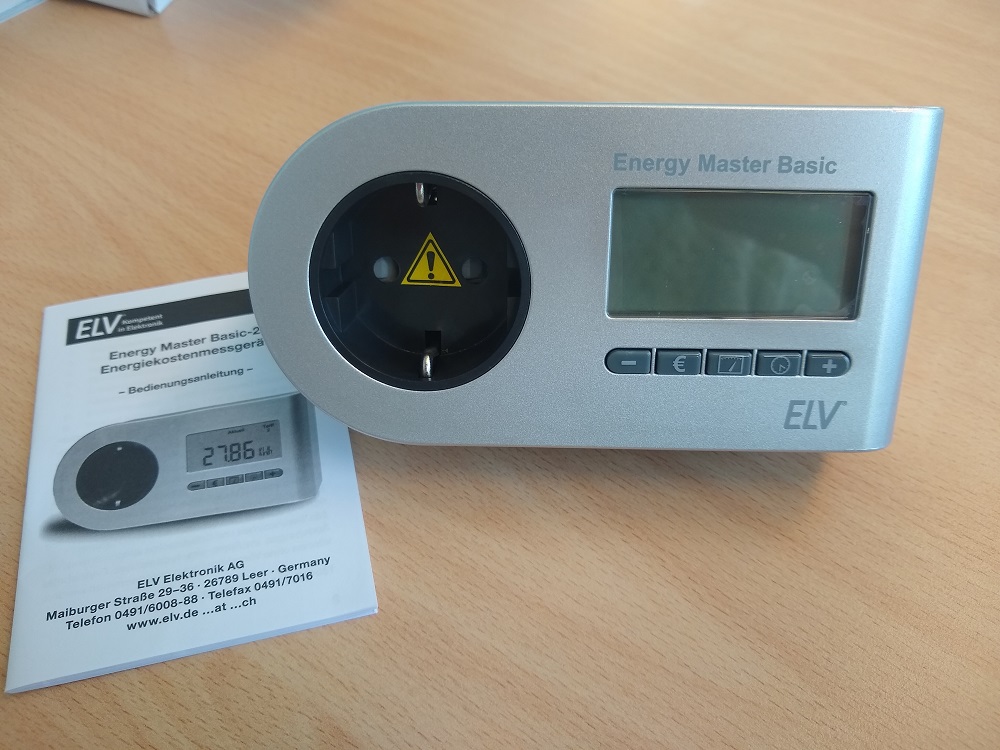 Energy Master Basic
- € +
ELV
ELV Kompetent
in Elektronik
Energy Master Basic-2
Energiekostenmessgerä
– Bedienungsanleitung –
27.86
ELV Elektronik AG
Maiburger Straße 29–36 · 26789 Leer · Germany
Telefon 0491/6008-88 · Telefax 0491/7016
www.elv.de ...at ...ch